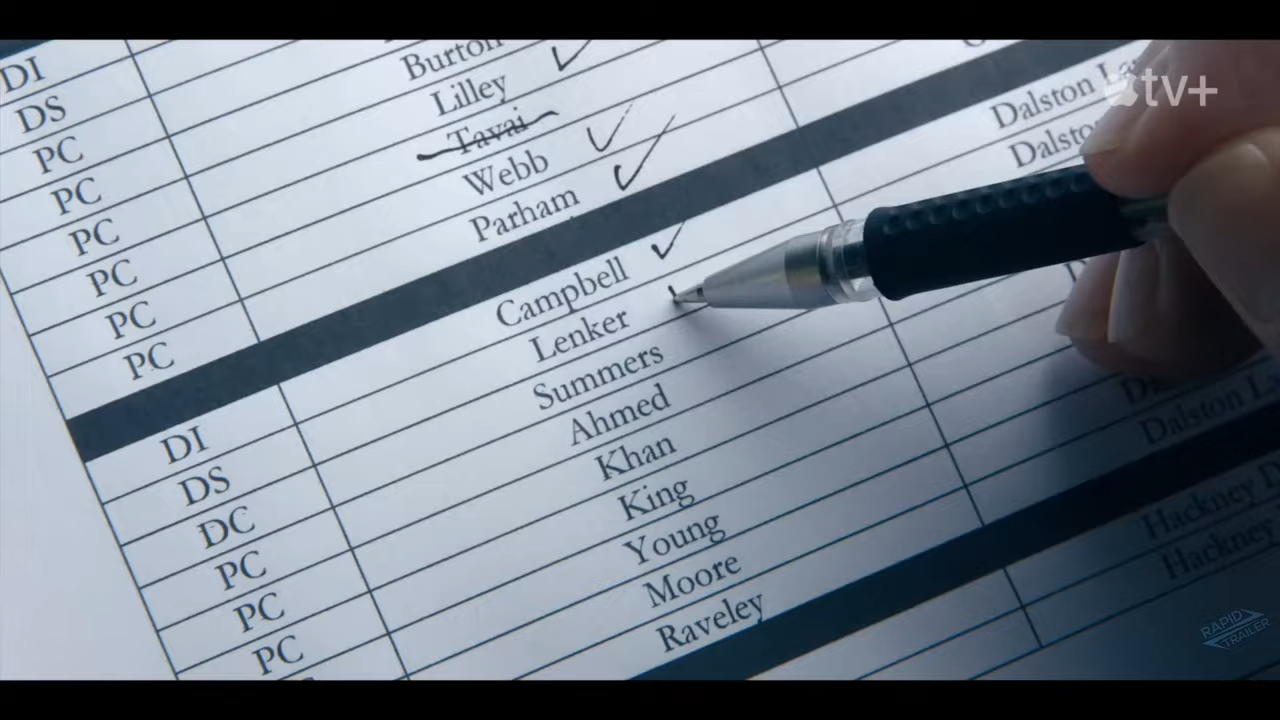 DI
DS
PC
PC Burton
PC Lilley
PC Tavai
PC Webb
PC Parham
DI Campbell Dalston
DS Lenker
DC Summers
PC Ahmed
PC Khan
PC King
Young
Moore
Raveley Dalston
Hackney
Hackney
tv+
RAPID
TRAILER